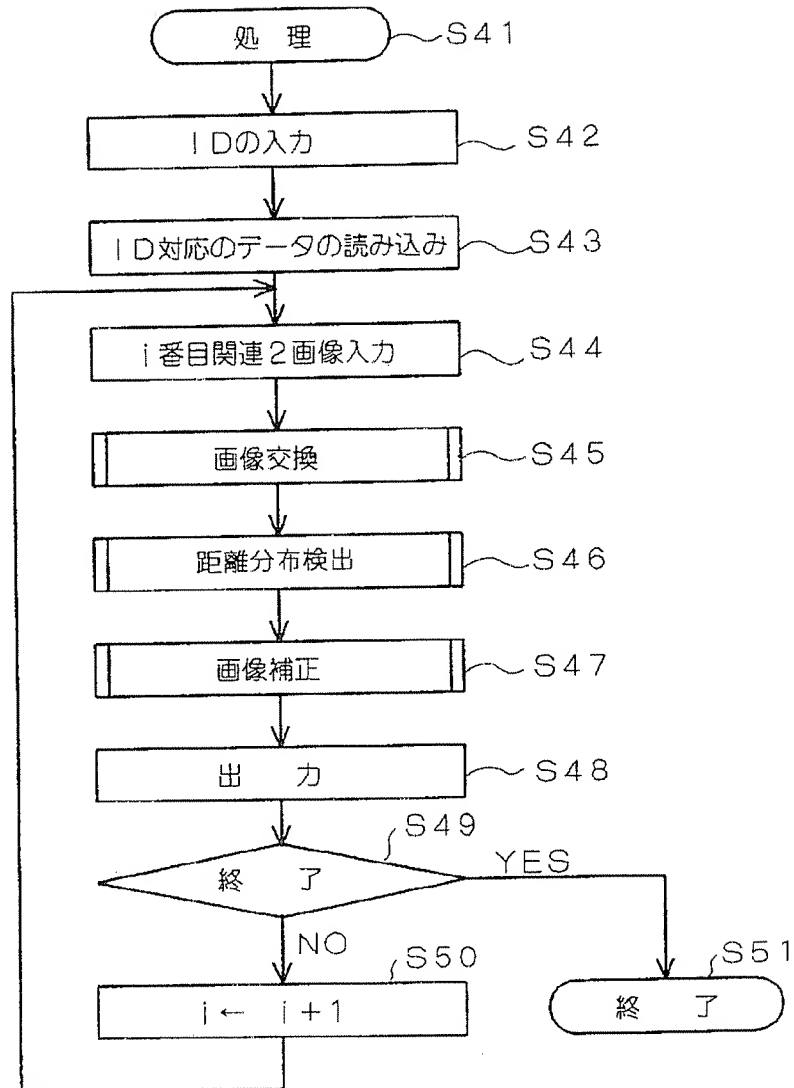 処 理
S41
IDの入力
S42
ID対応のデータの読み込み
S43
i番目関連2画像入力
S44
画像交換
S45
距離分布検出
S46
画像補正
S47
出 力
S48
S49
終 了
YES
NO
S50
i← i+1
S51
終 了